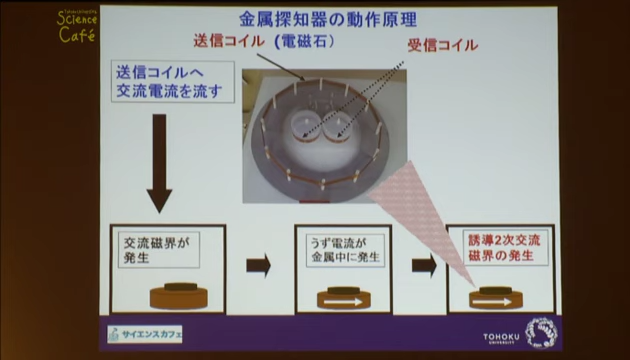 Science
Café
金属探知器の動作原理
送信コイル (電磁石)
受信コイル
送信コイルへ
交流電流を流す
交流磁界が
発生
うず電流が
金属中に発生
誘導2次交流
磁界の発生
サイエンスカフェ
TOHOKU
UNIVERSITY